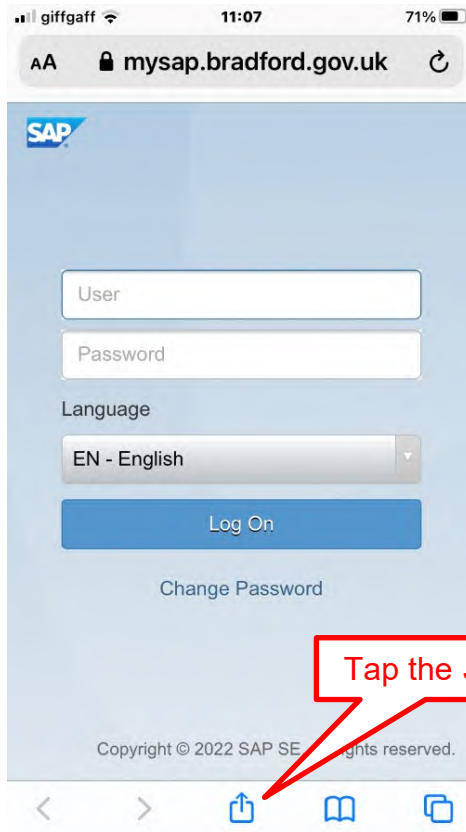 giffgaff 11:07 71%
AA mysap.bradford.gov.uk
SAP
User
Password
Language
EN - English
Log On
Change Password
Tap the
Copyright © 2022 SAP SE reserved.